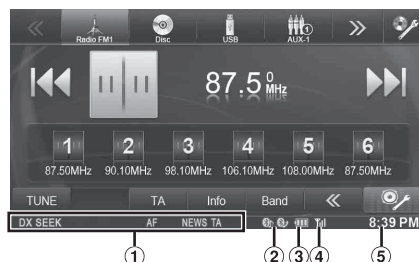 Radio FM1 Disc USB AUX-1
1
87.5 0 MHz
1 2 3 4 5 6
87.50MHz 90.10MHz 98.10MHz 106.10MHz 108.00MHz 87.50MHz
TUNE TA Info Band
DX SEEK AF NEWS TA 8:39 PM
1 2 3 4 5